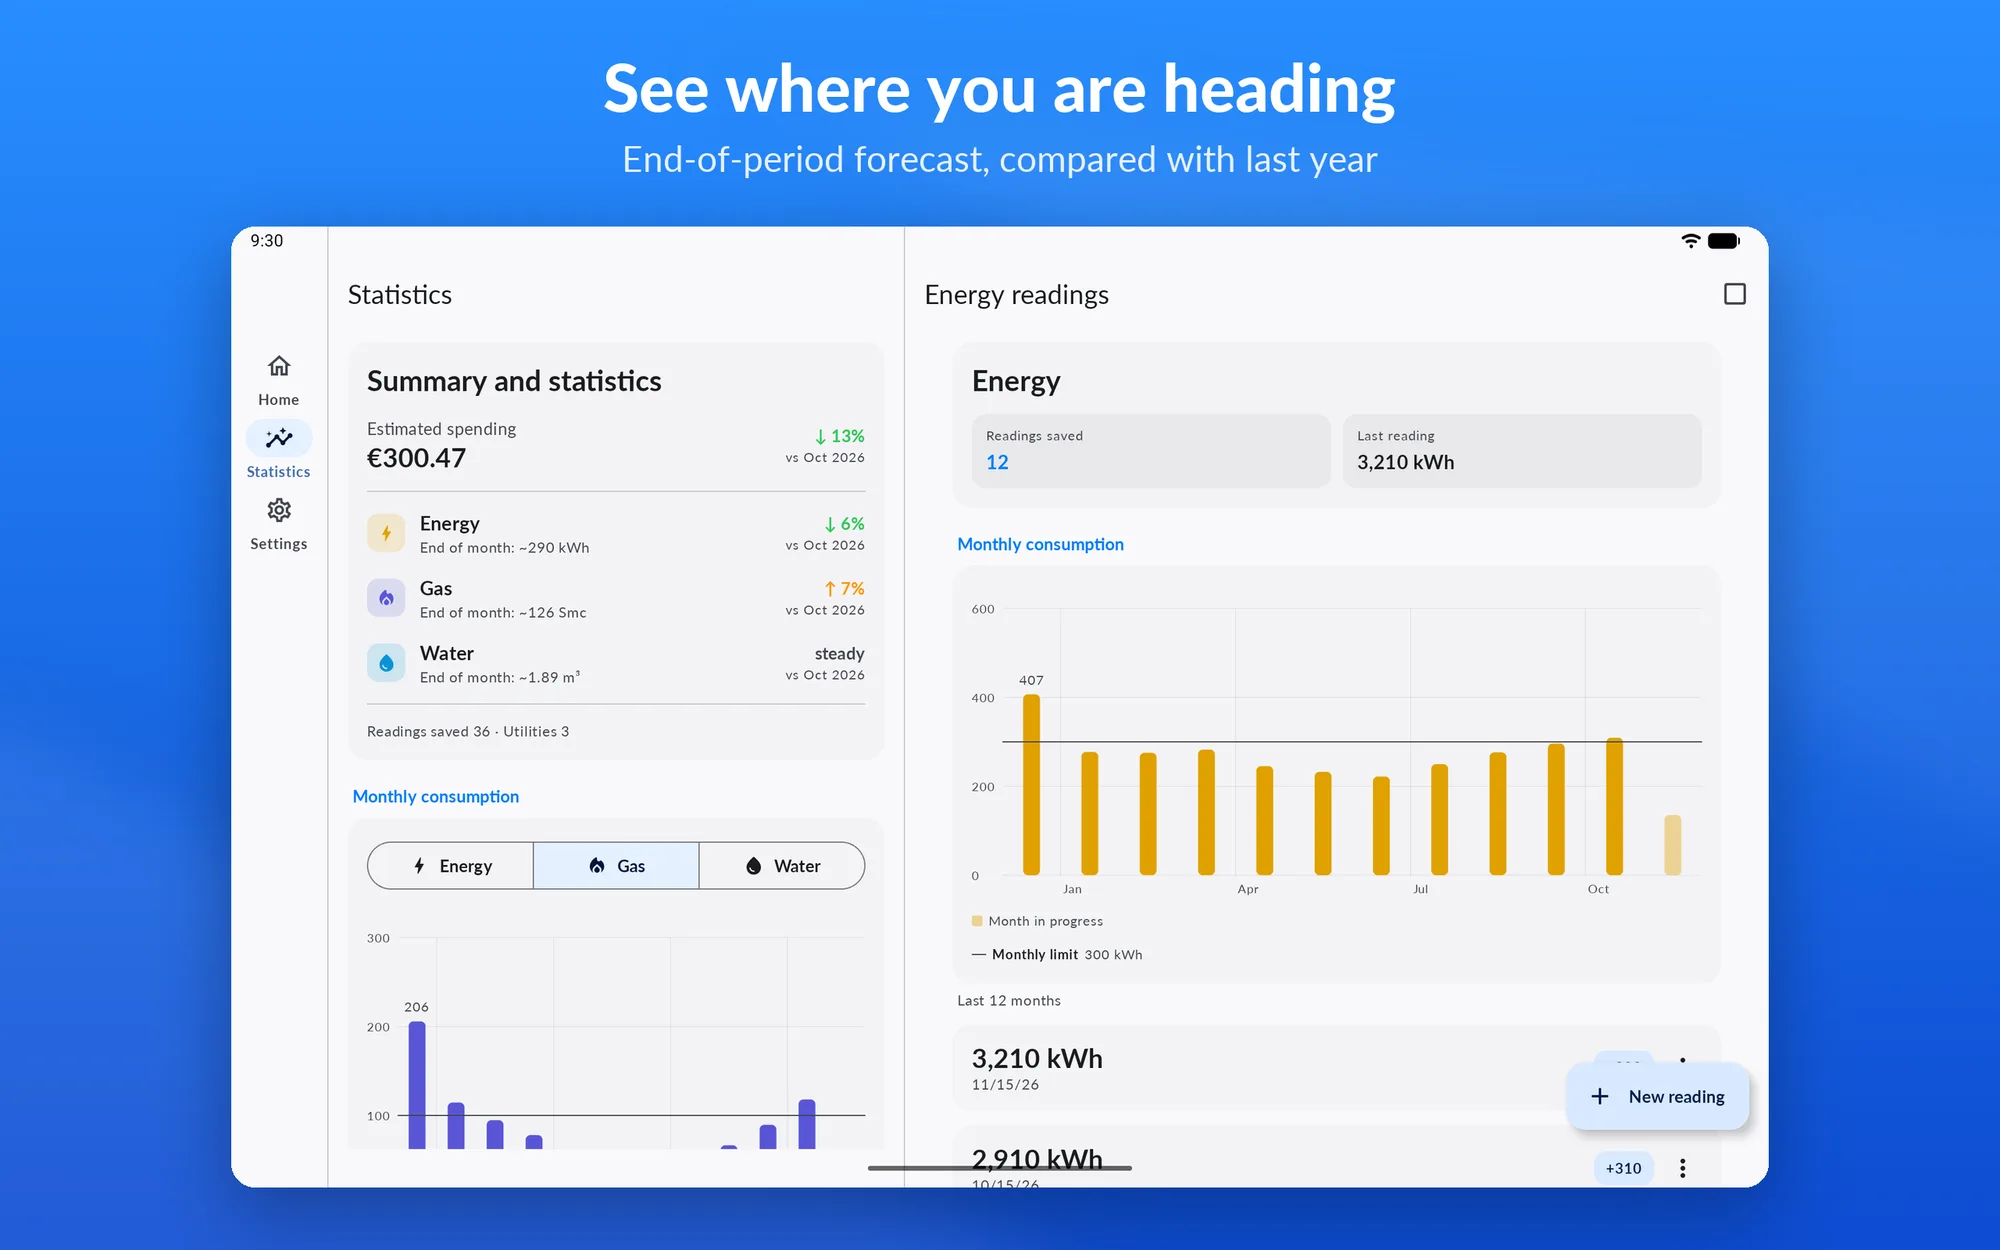 See where you are heading
End-of-period forecast, compared with last year
9:30
Home
Statistics
Settings
Statistics
Summary and statistics
Estimated spending
€300.47
↓ 13%
vs Oct 2026
Energy
End of month: ~290 kWh
↓ 6%
vs Oct 2026
Gas
End of month: ~126 Smc
↑ 7%
vs Oct 2026
Water
End of month: ~1.89 m³
steady
vs Oct 2026
Readings saved 36 · Utilities 3
Monthly consumption
Energy
Gas
Water
300
206
200
100
Energy readings
Energy
Readings saved
12
Last reading
3,210 kWh
Monthly consumption
600
407
400
200
0
Jan
Apr
Jul
Oct
Month in progress
Monthly limit 300 kWh
Last 12 months
3,210 kWh
11/15/26
+ New reading
2,910 kWh
10/15/26
+310